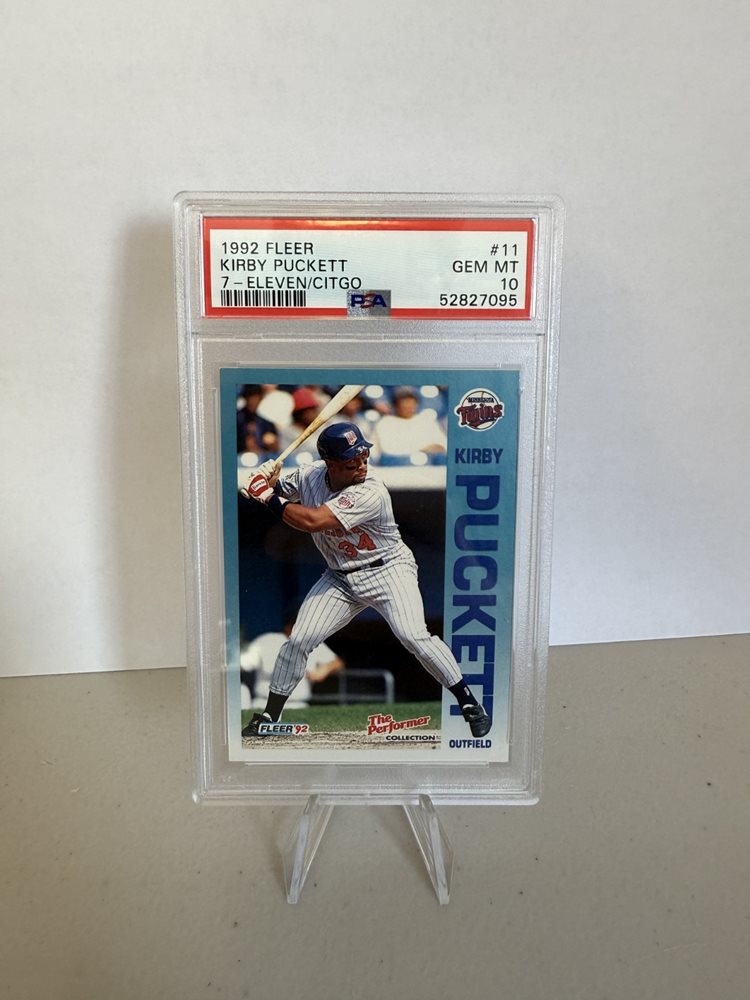 1992 FLEER #11
KIRBY PUCKETT GEM MT
7-ELEVEN/CITGO 10
PSA 52827095
MINNESOTA
Twins
KIRBY
PUCKETT
34
FLEER '92
The
Performer
COLLECTION
OUTFIELD